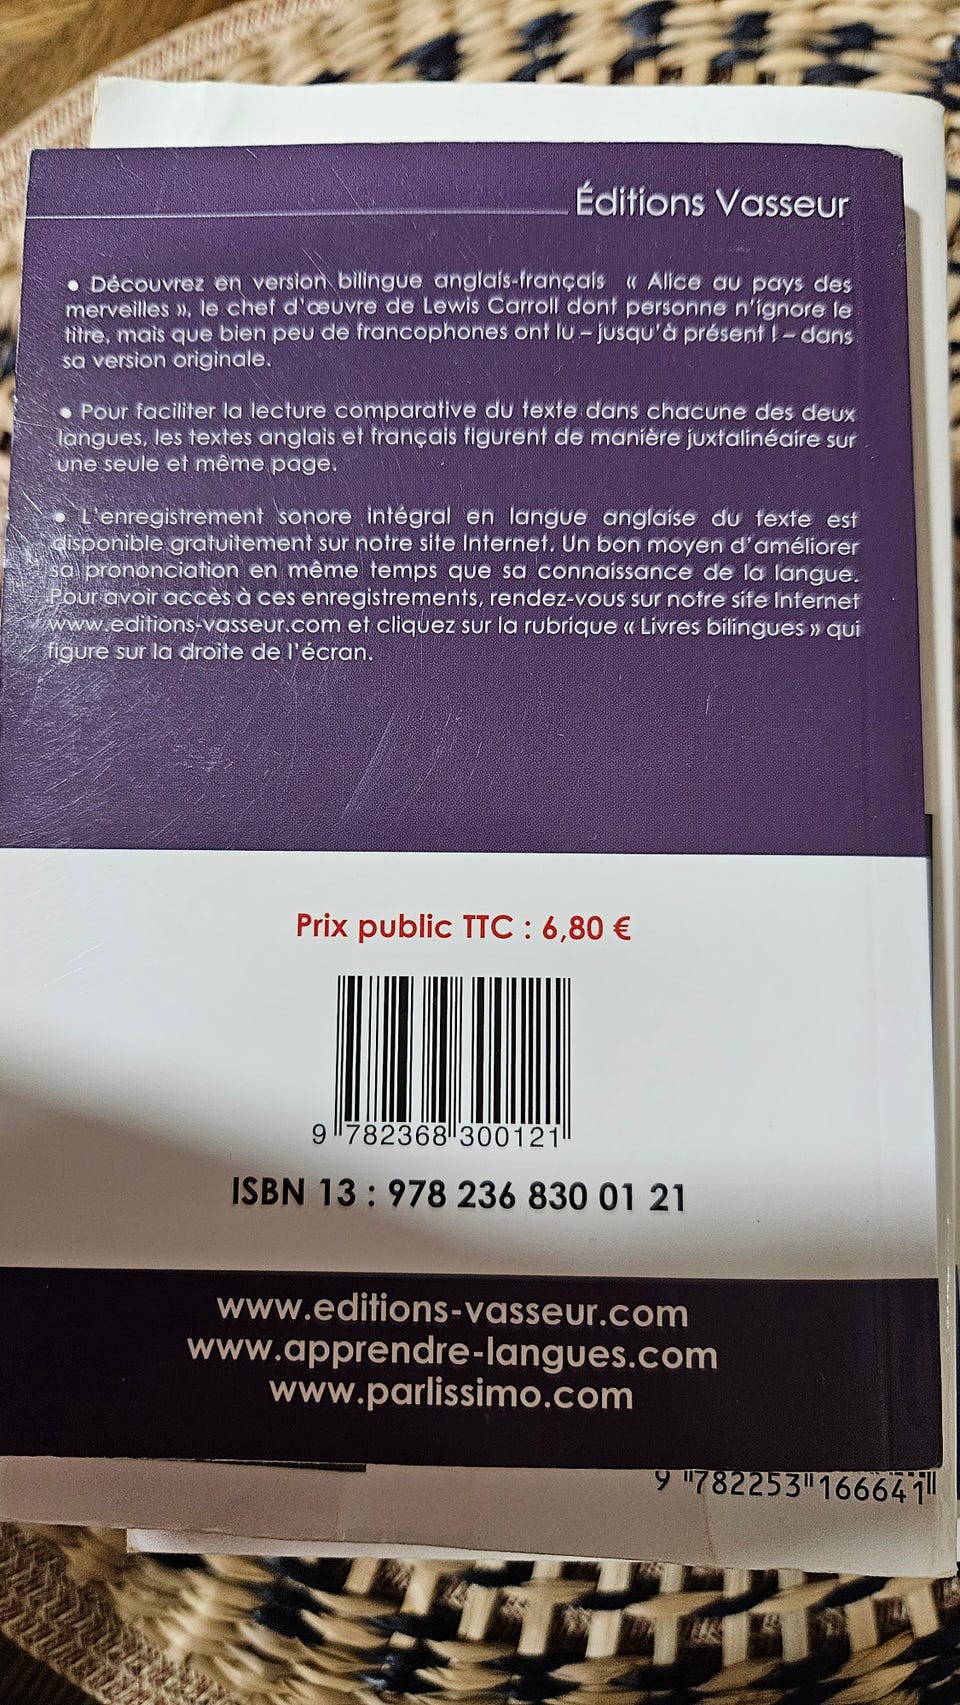 Éditions Vasseur
• Découvrez en version bilingue anglais-français « Alice au pays des
merveilles », le chef d'œuvre de Lewis Carroll dont personne n'ignore le
titre, mais que bien peu de francophones ont lu – jusqu'à présent ! – dans
sa version originale.
• Pour faciliter la lecture comparative du texte dans chacune des deux
langues, les textes anglais et français figurent de manière juxtalinéaire sur
une seule et même page.
• L'enregistrement sonore intégral en langue anglaise du texte est
disponible gratuitement sur notre site Internet. Un bon moyen d'améliorer
sa prononciation en même temps que sa connaissance de la langue.
Pour avoir accès à ces enregistrements, rendez-vous sur notre site Internet
www.editions-vasseur.com et cliquez sur la rubrique « Livres bilingues » qui
figure sur la droite de l'écran.
Prix public TTC : 6,80 €
9 782368 300121
ISBN 13 : 978 236 830 01 21
www.editions-vasseur.com
www.apprendre-langues.com
www.parlissimo.com
9 782253 166641